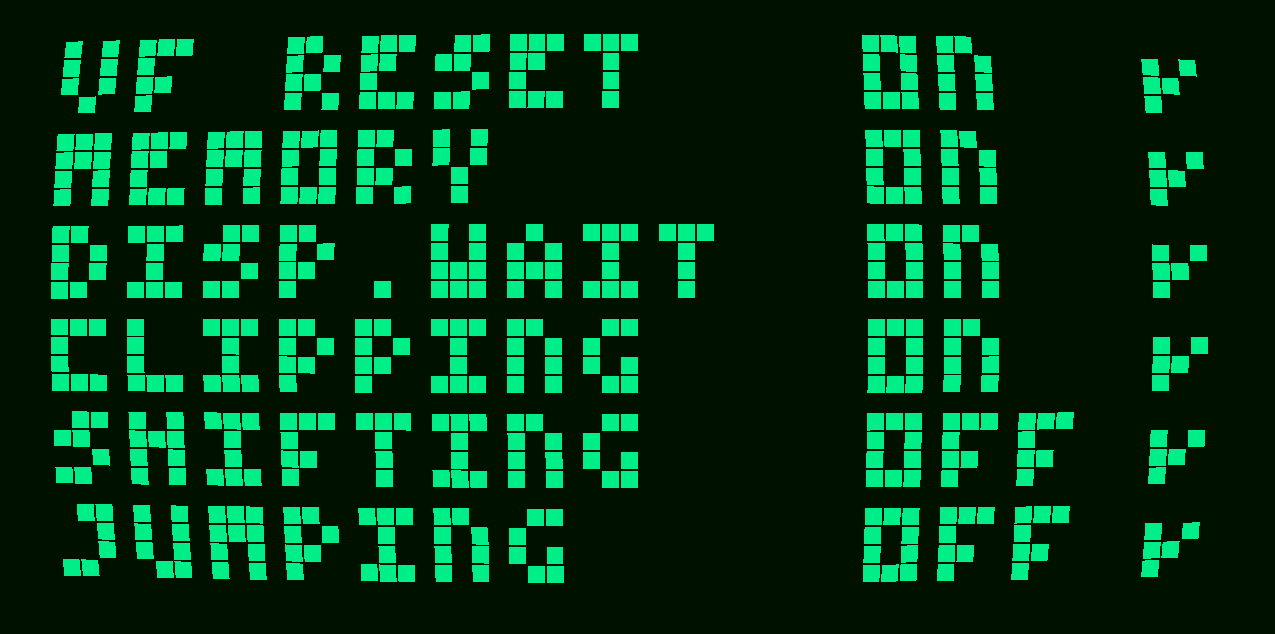 VF RESET ON r
MEMORY ON r
DISP.WAIT ON r
CLIPPING ON r
SHIFTING OFF r
JUMPING OFF r